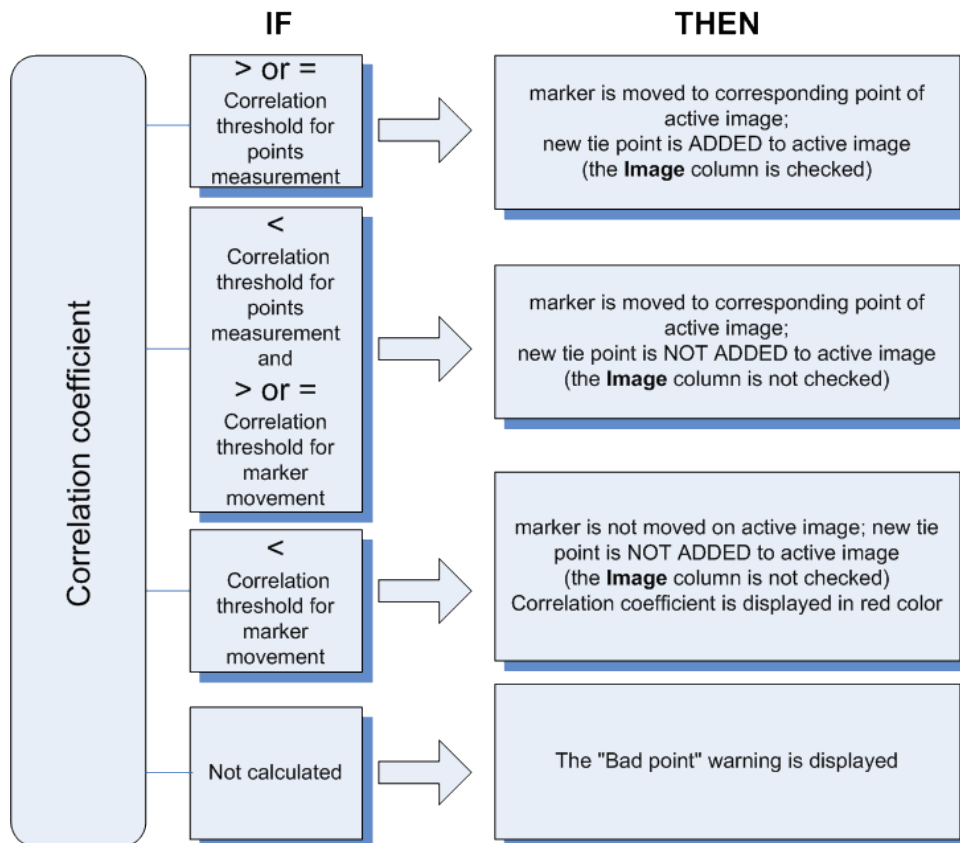 IF
THEN
Correlation coefficient
> or =
Correlation
threshold for
points
measurement
marker is moved to corresponding point of
active image;
new tie point is ADDED to active image
(the Image column is checked)
<
Correlation
threshold for
points
measurement
and
> or =
Correlation
threshold for
marker
movement
marker is moved to corresponding point of
active image;
new tie point is NOT ADDED to active image
(the Image column is not checked)
<
Correlation
threshold for
marker
movement
marker is not moved on active image; new tie
point is NOT ADDED to active image
(the Image column is not checked)
Correlation coefficient is displayed in red color
Not calculated
The "Bad point" warning is displayed